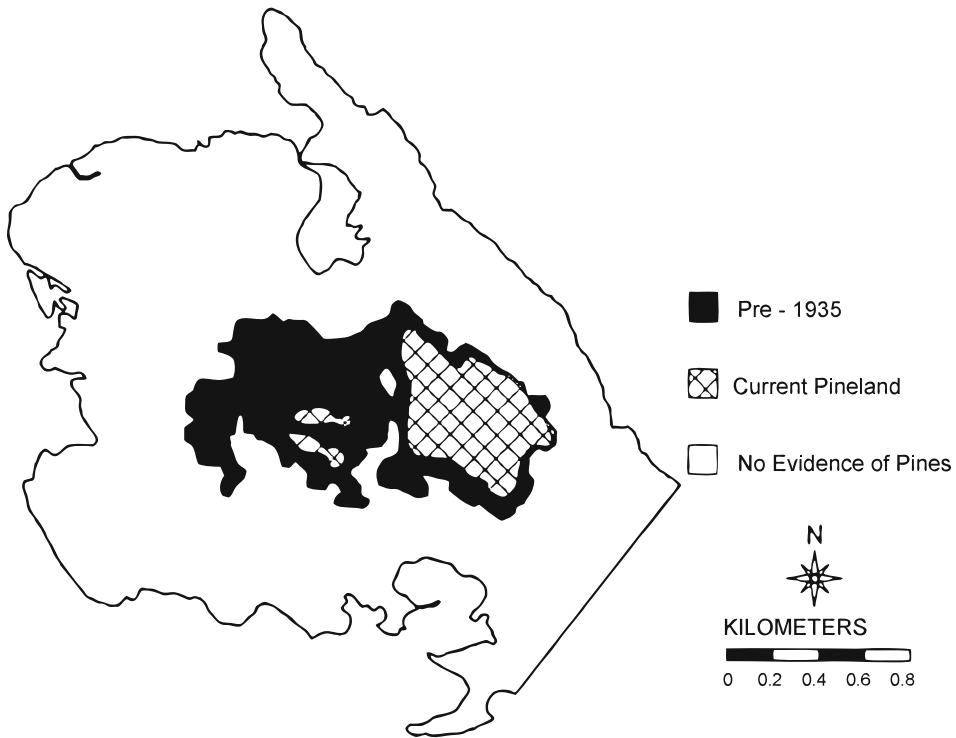 Pre - 1935
Current Pineland
No Evidence of Pines
N
KILOMETERS
0 0.2 0.4 0.6 0.8